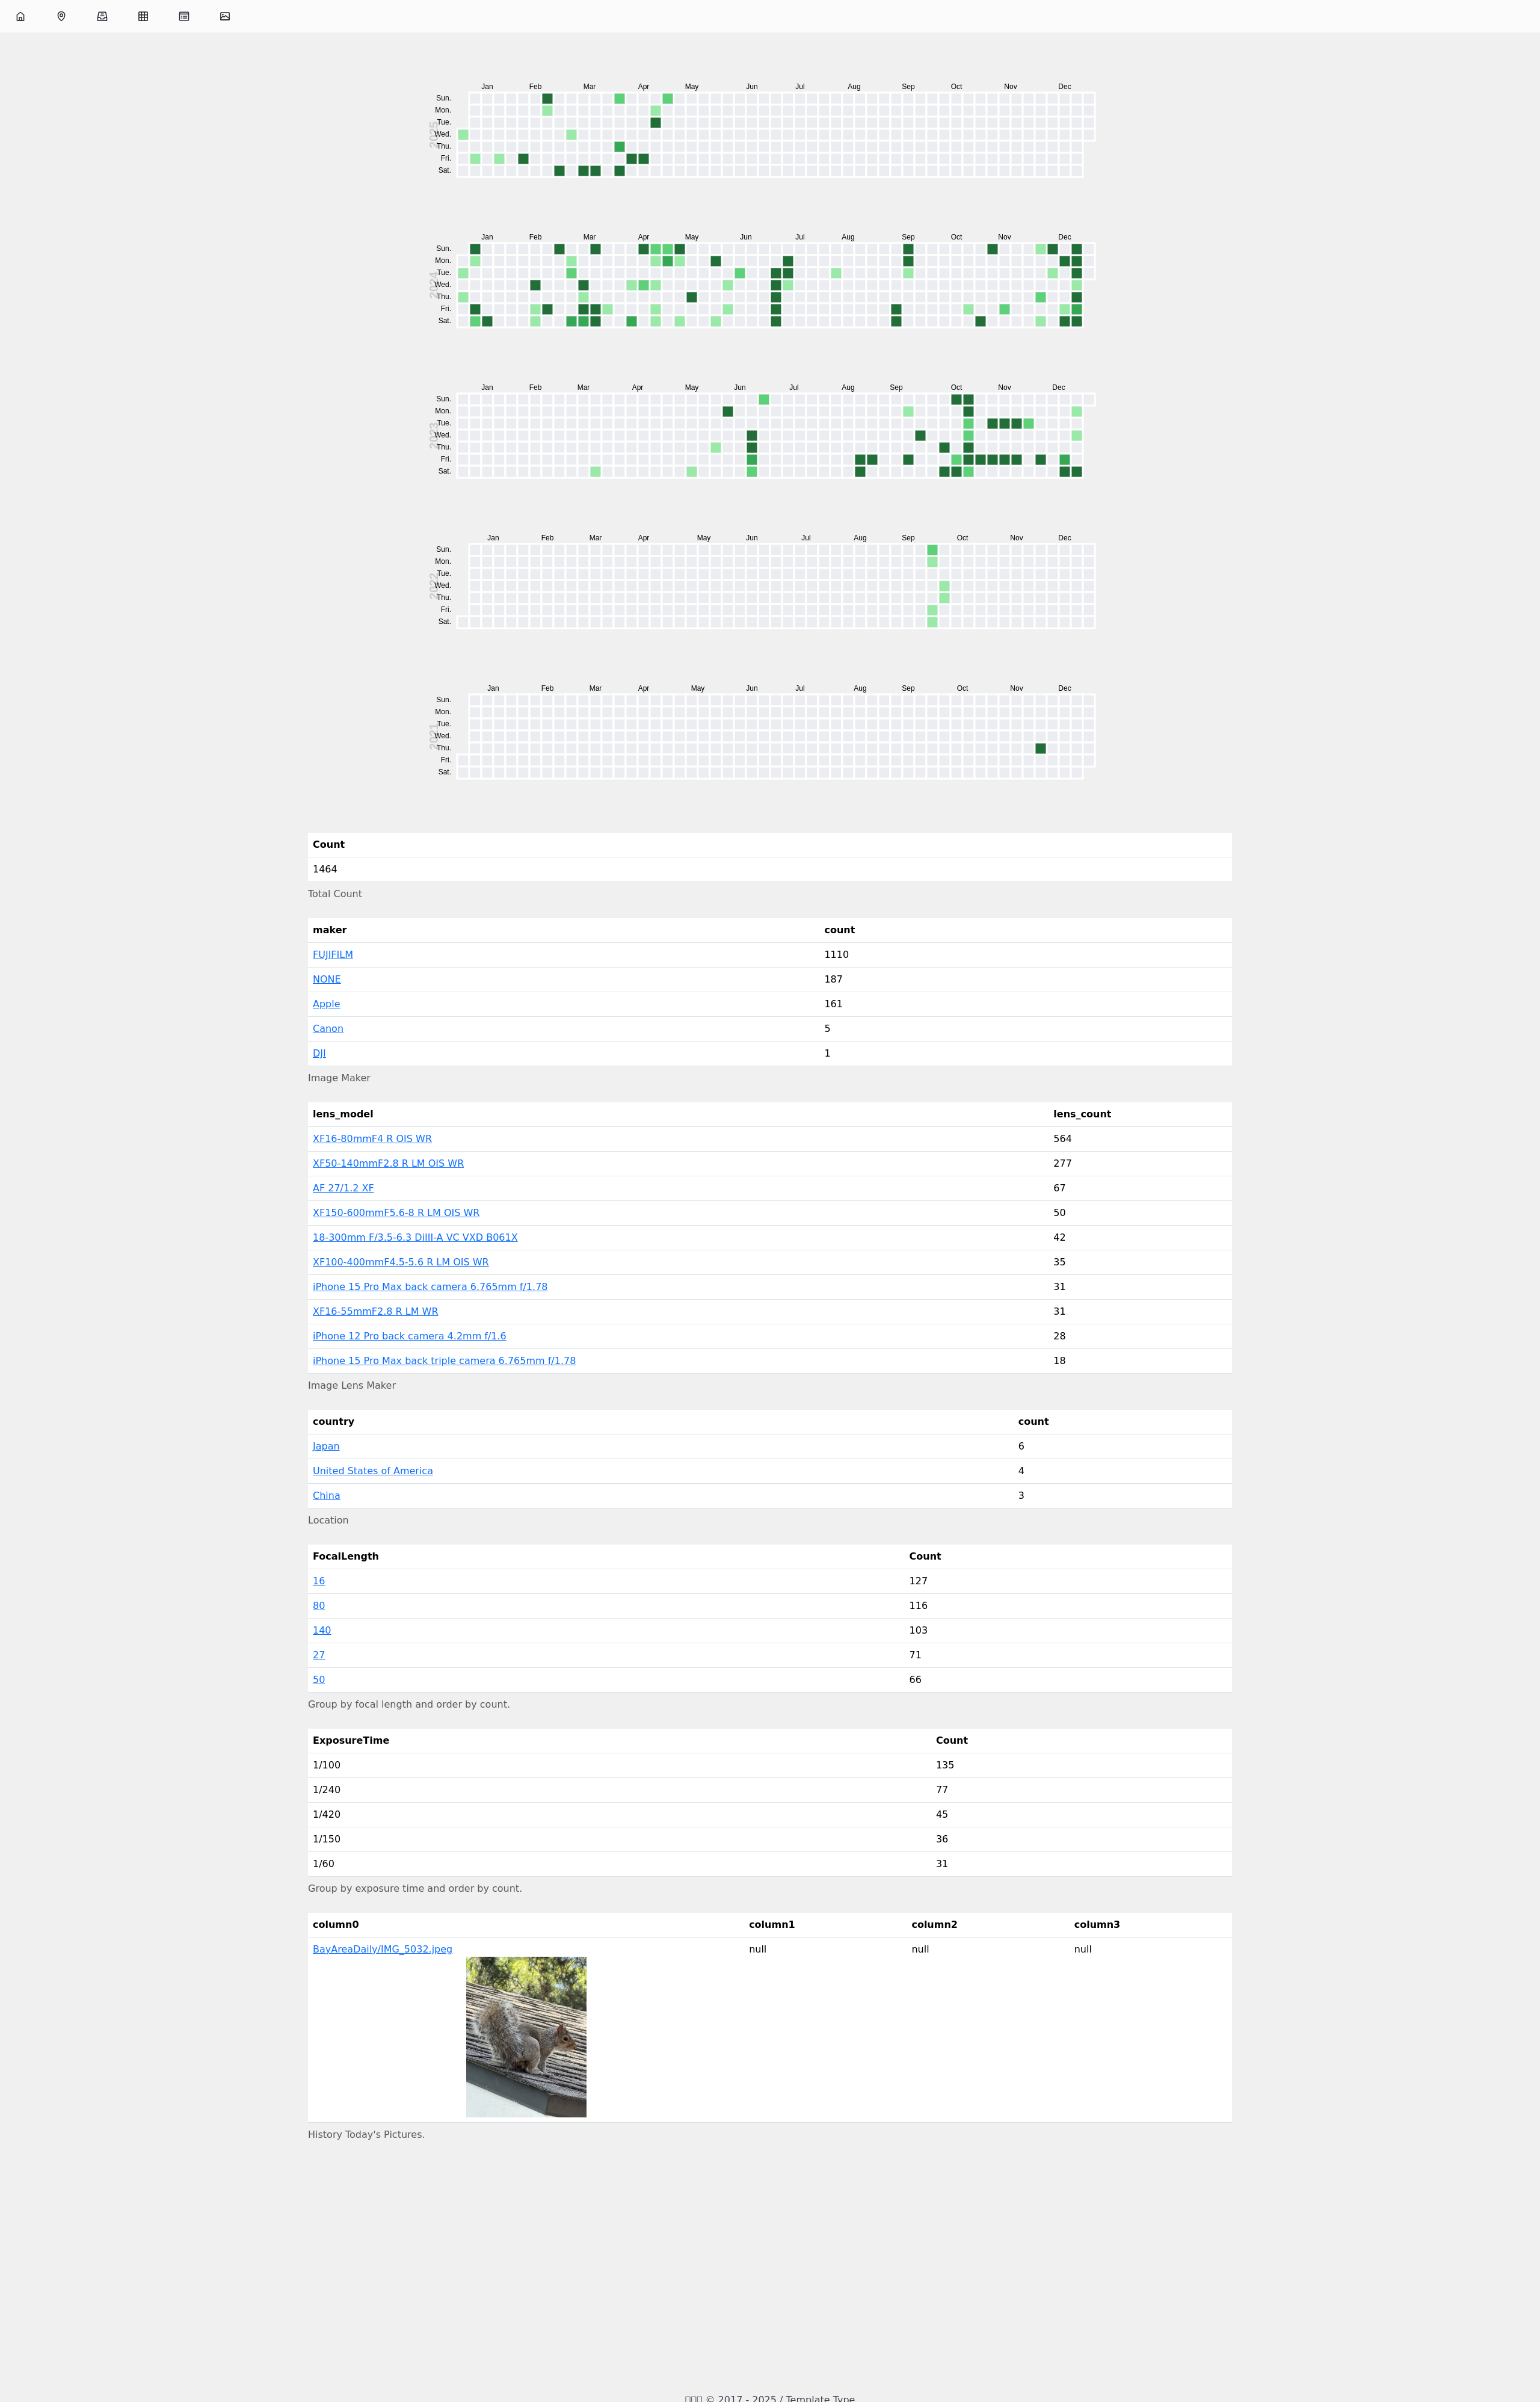 Jan Feb Mar Apr May Jun Jul Aug Sep Oct Nov Dec
Sun.
Mon.
Tue.
2025
Wed.
Thu.
Fri.
Sat.
Jan Feb Mar Apr May Jun Jul Aug Sep Oct Nov Dec
Sun.
Mon.
Tue.
2024
Wed.
Thu.
Fri.
Sat.
Jan Feb Mar Apr May Jun Jul Aug Sep Oct Nov Dec
Sun.
Mon.
Tue.
2023
Wed.
Thu.
Fri.
Sat.
Jan Feb Mar Apr May Jun Jul Aug Sep Oct Nov Dec
Sun.
Mon.
Tue.
2022
Wed.
Thu.
Fri.
Sat.
Jan Feb Mar Apr May Jun Jul Aug Sep Oct Nov Dec
Sun.
Mon.
Tue.
2021
Wed.
Thu.
Fri.
Sat.
Count
1464
Total Count
maker count
FUJIFILM 1110
NONE 187
Apple 161
Canon 5
DJI 1
Image Maker
lens_model lens_count
XF16-80mmF4 R OIS WR 564
XF50-140mmF2.8 R LM OIS WR 277
AF 27/1.2 XF 67
XF150-600mmF5.6-8 R LM OIS WR 50
18-300mm F/3.5-6.3 DiIII-A VC VXD B061X 42
XF100-400mmF4.5-5.6 R LM OIS WR 35
iPhone 15 Pro Max back camera 6.765mm f/1.78 31
XF16-55mmF2.8 R LM WR 31
iPhone 12 Pro back camera 4.2mm f/1.6 28
iPhone 15 Pro Max back triple camera 6.765mm f/1.78 18
Image Lens Maker
country count
Japan 6
United States of America 4
China 3
Location
FocalLength Count
16 127
80 116
140 103
27 71
50 66
Group by focal length and order by count.
ExposureTime Count
1/100 135
1/240 77
1/420 45
1/150 36
1/60 31
Group by exposure time and order by count.
column0 column1 column2 column3
BayAreaDaily/IMG_5032.jpeg null null null
History Today's Pictures.
© 2017 - 2025 / Template Type